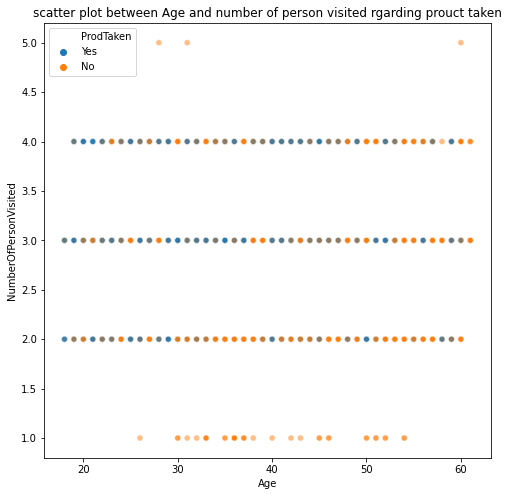 scatter plot between Age and number of person visited rgarding prouct taken
ProdTaken
Yes
No
5.0
4.5
4.0
3.5
3.0
2.5
2.0
1.5
1.0
NumberOfPersonVisited
20 30 40 50 60
Age